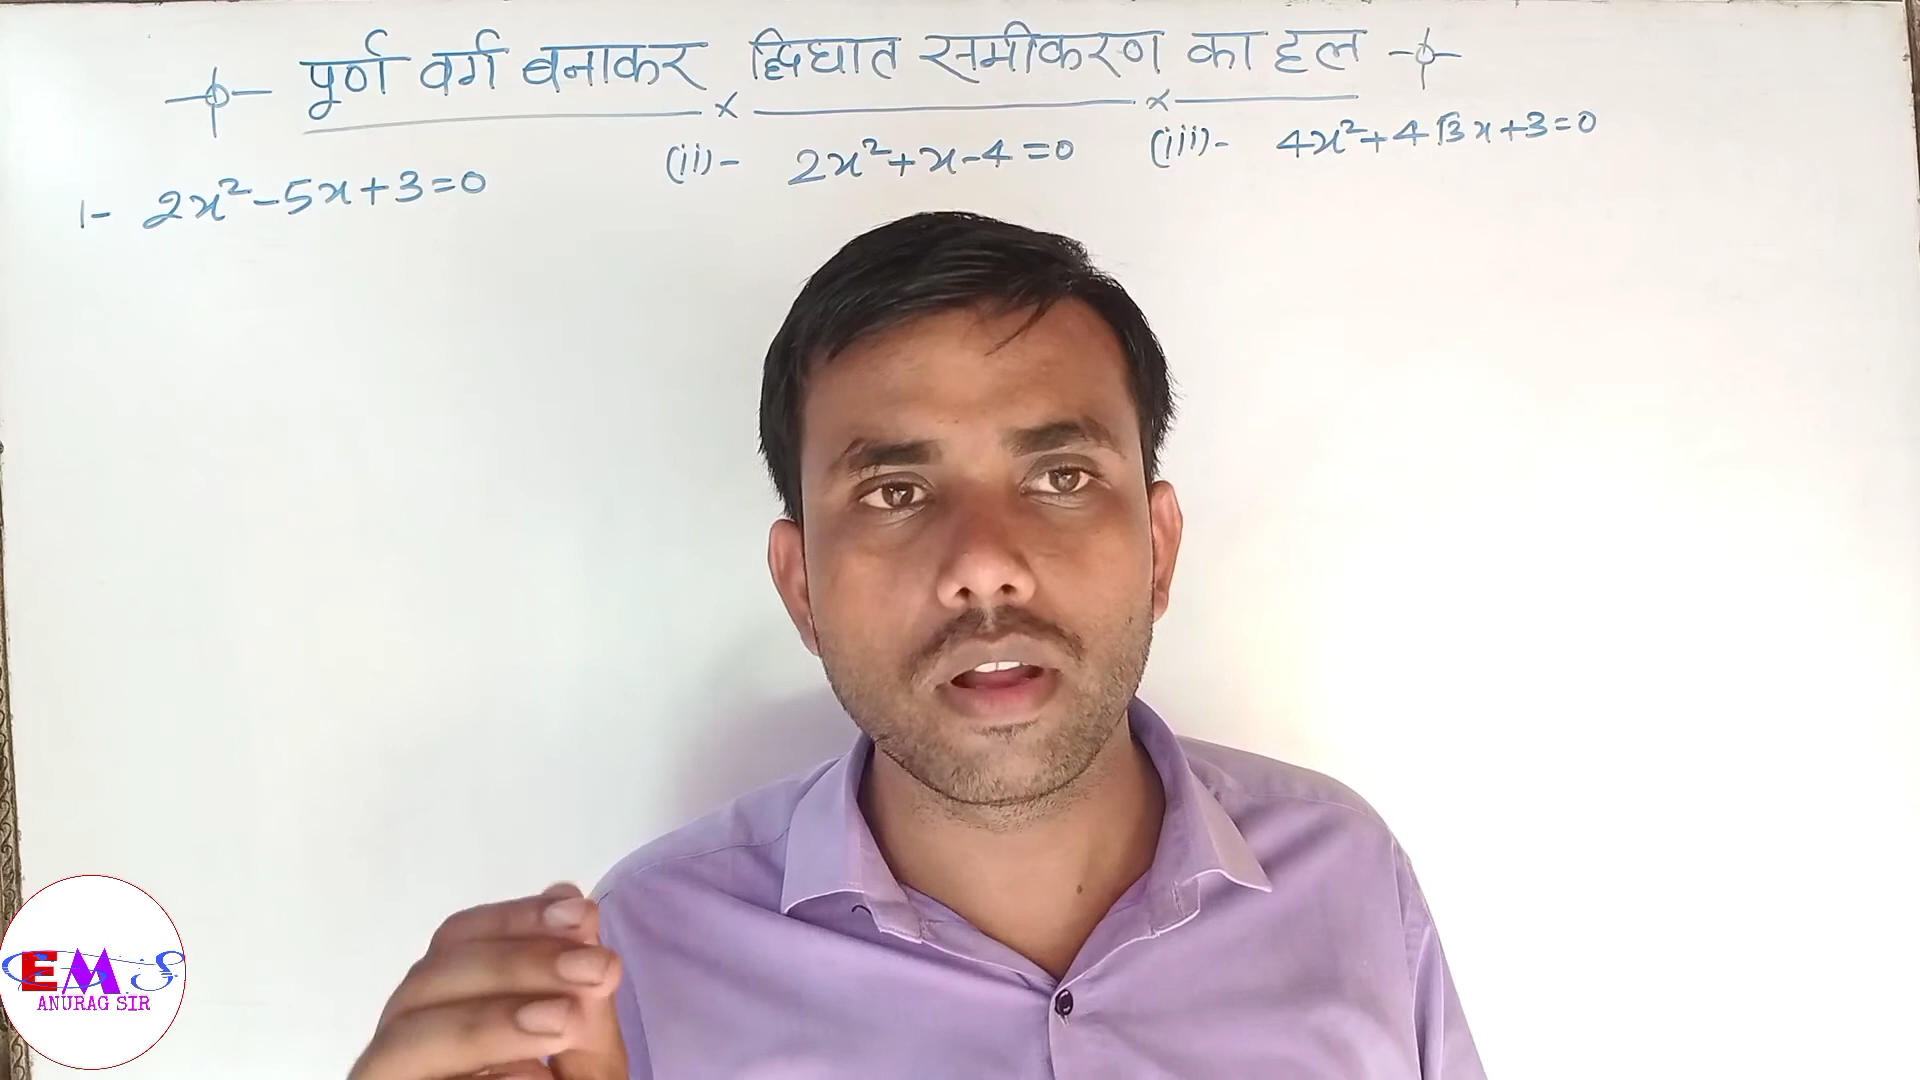 पूर्ण वर्ग बनाकर द्विघात समीकरण का हल
1- 2x²-5x+3=0 (ii)- 2x²+x-4=0 (iii)- 4x²+4√3x+3=0
EMS
ANURAG SIR